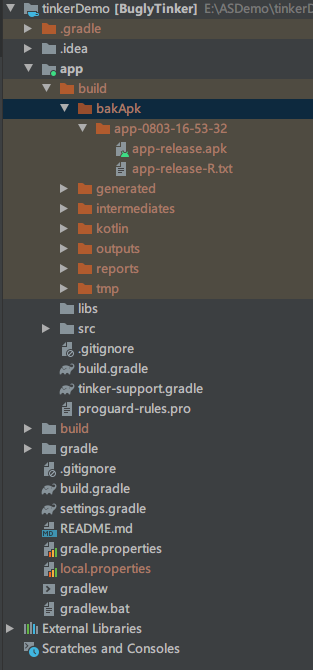 tinkerDemo [BuglyTinker] E:\ASDemo\tinkerD
.gradle
.idea
app
build
bakApk
app-0803-16-53-32
app-release.apk
app-release-R.txt
generated
intermediates
kotlin
outputs
reports
tmp
libs
src
.gitignore
build.gradle
tinker-support.gradle
proguard-rules.pro
build
gradle
.gitignore
build.gradle
settings.gradle
README.md
gradle.properties
local.properties
gradlew
gradlew.bat
External Libraries
Scratches and Consoles